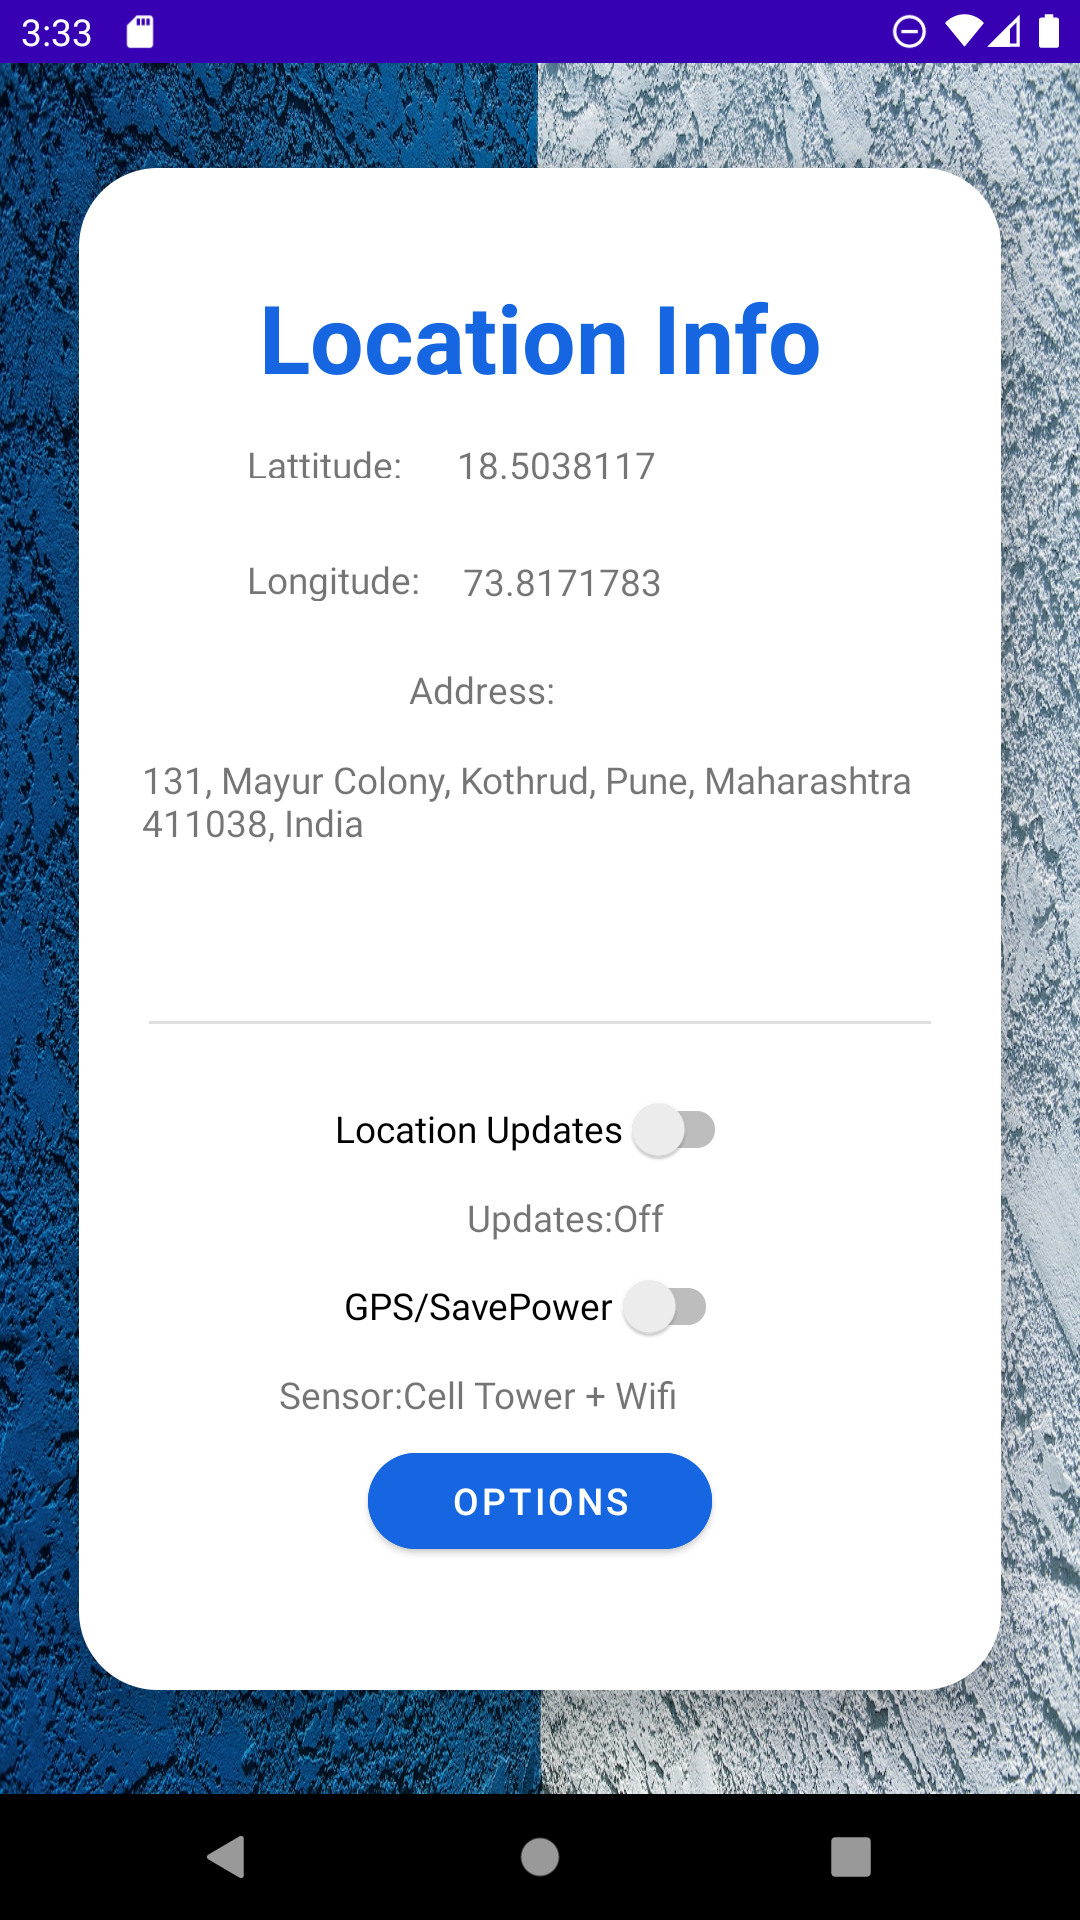 3:33
Location Info
Lattitude: 18.5038117
Longitude: 73.8171783
Address:
131, Mayur Colony, Kothrud, Pune, Maharashtra
411038, India
Location Updates
Updates:Off
GPS/SavePower
Sensor:Cell Tower + Wifi
OPTIONS